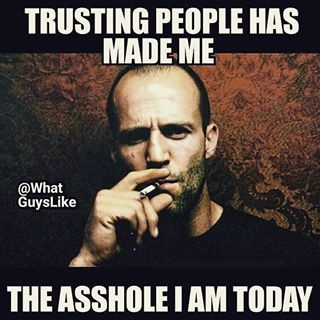 TRUSTING PEOPLE HAS
MADE ME
@What
GuysLike
THE ASSHOLE I AM TODAY